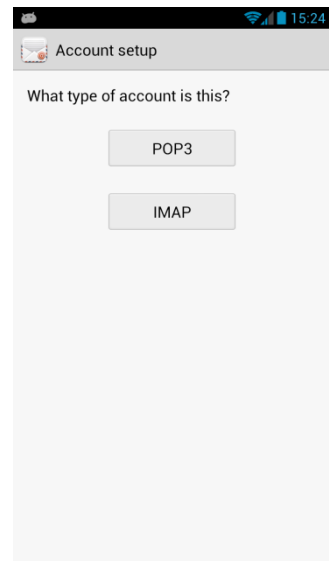 15:24
Account setup
What type of account is this?
POP3
IMAP